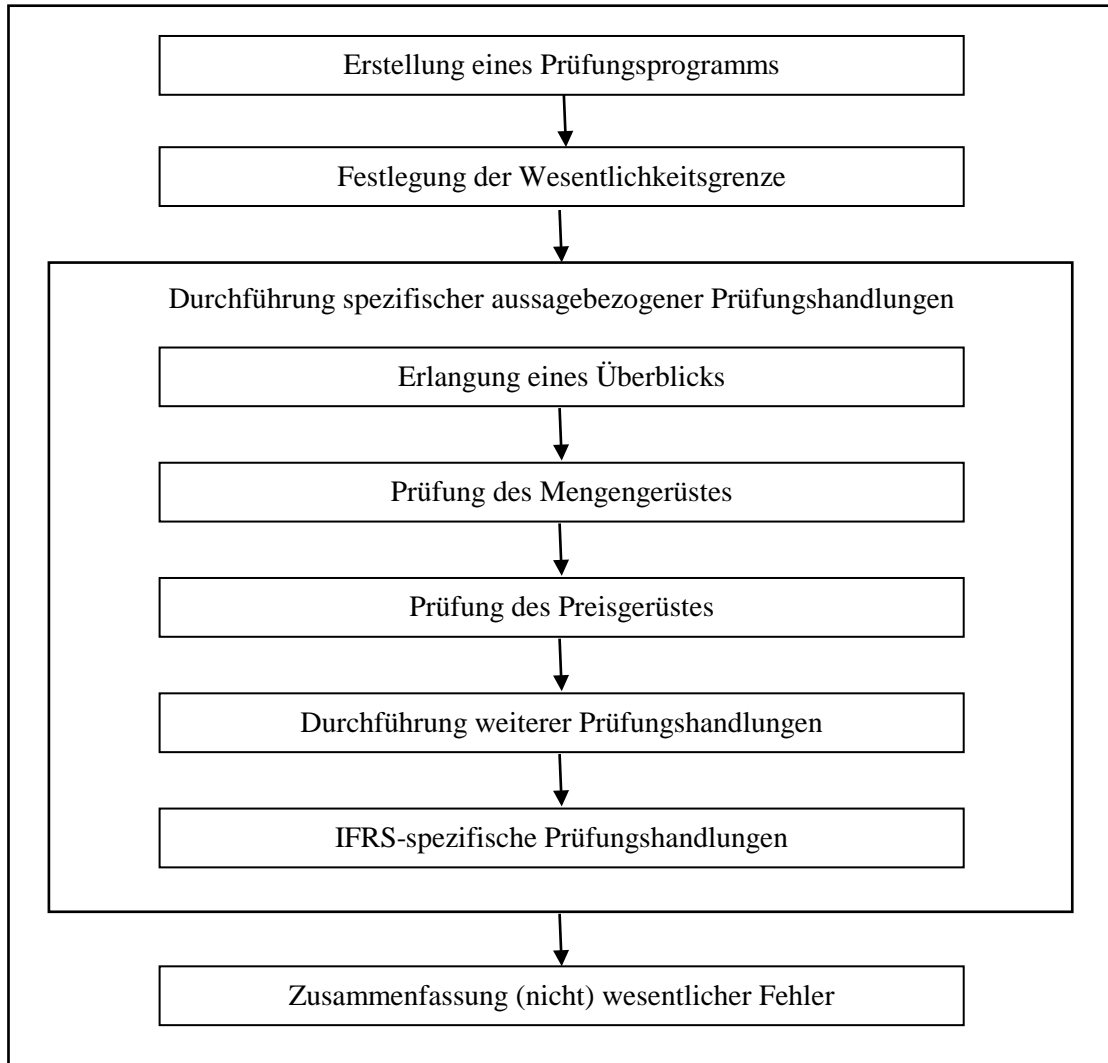 Erstellung eines Prüfungsprogramms
Festlegung der Wesentlichkeitsgrenze
Durchführung spezifischer aussagebezogener Prüfungshandlungen
Erlangung eines Überblicks
Prüfung des Mengengerüstes
Prüfung des Preisgerüstes
Durchführung weiterer Prüfungshandlungen
IFRS-spezifische Prüfungshandlungen
Zusammenfassung (nicht) wesentlicher Fehler